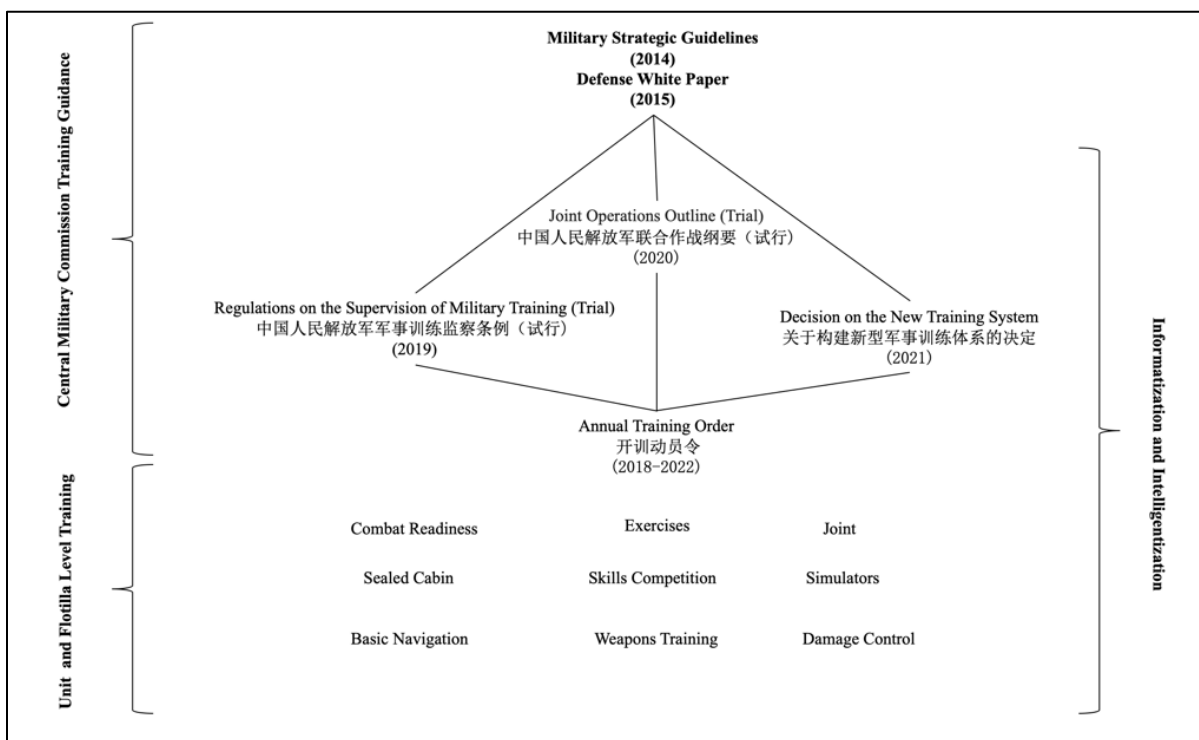 Military Strategic Guidelines
(2014)
Defense White Paper
(2015)
Joint Operations Outline (Trial)
中国人民解放军联合作战纲要（试行）
(2020)
Regulations on the Supervision of Military Training (Trial)
中国人民解放军军事训练监察条例（试行）
(2019)
Decision on the New Training System
关于构建新型军事训练体系的决定
(2021)
Annual Training Order
开训动员令
(2018-2022)
Combat Readiness
Exercises
Joint
Sealed Cabin
Skills Competition
Simulators
Basic Navigation
Weapons Training
Damage Control
Central Military Commission Training Guidance
Unit and Flotilla Level Training
Informatization and Intelligentization